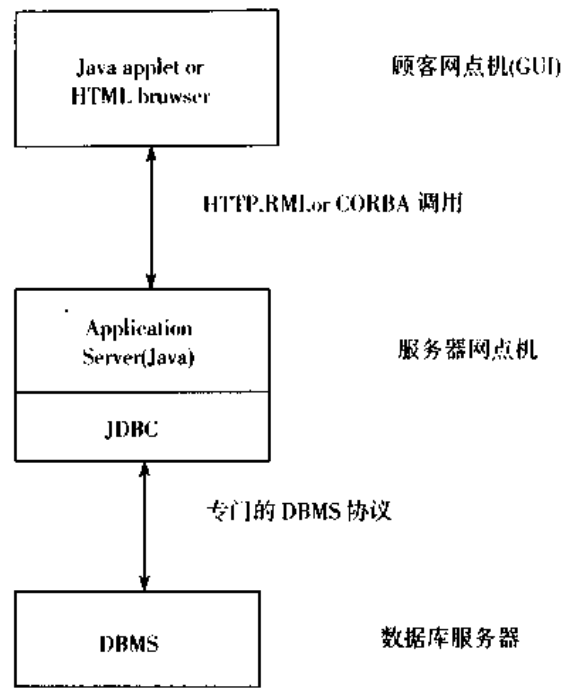 Java applet or
HTML browser
顾客网点机(GUI)
HTTP.RMI.or CORBA 调用
Application
Server(Java)
服务器网点机
JDBC
专门的 DBMS 协议
DBMS
数据库服务器